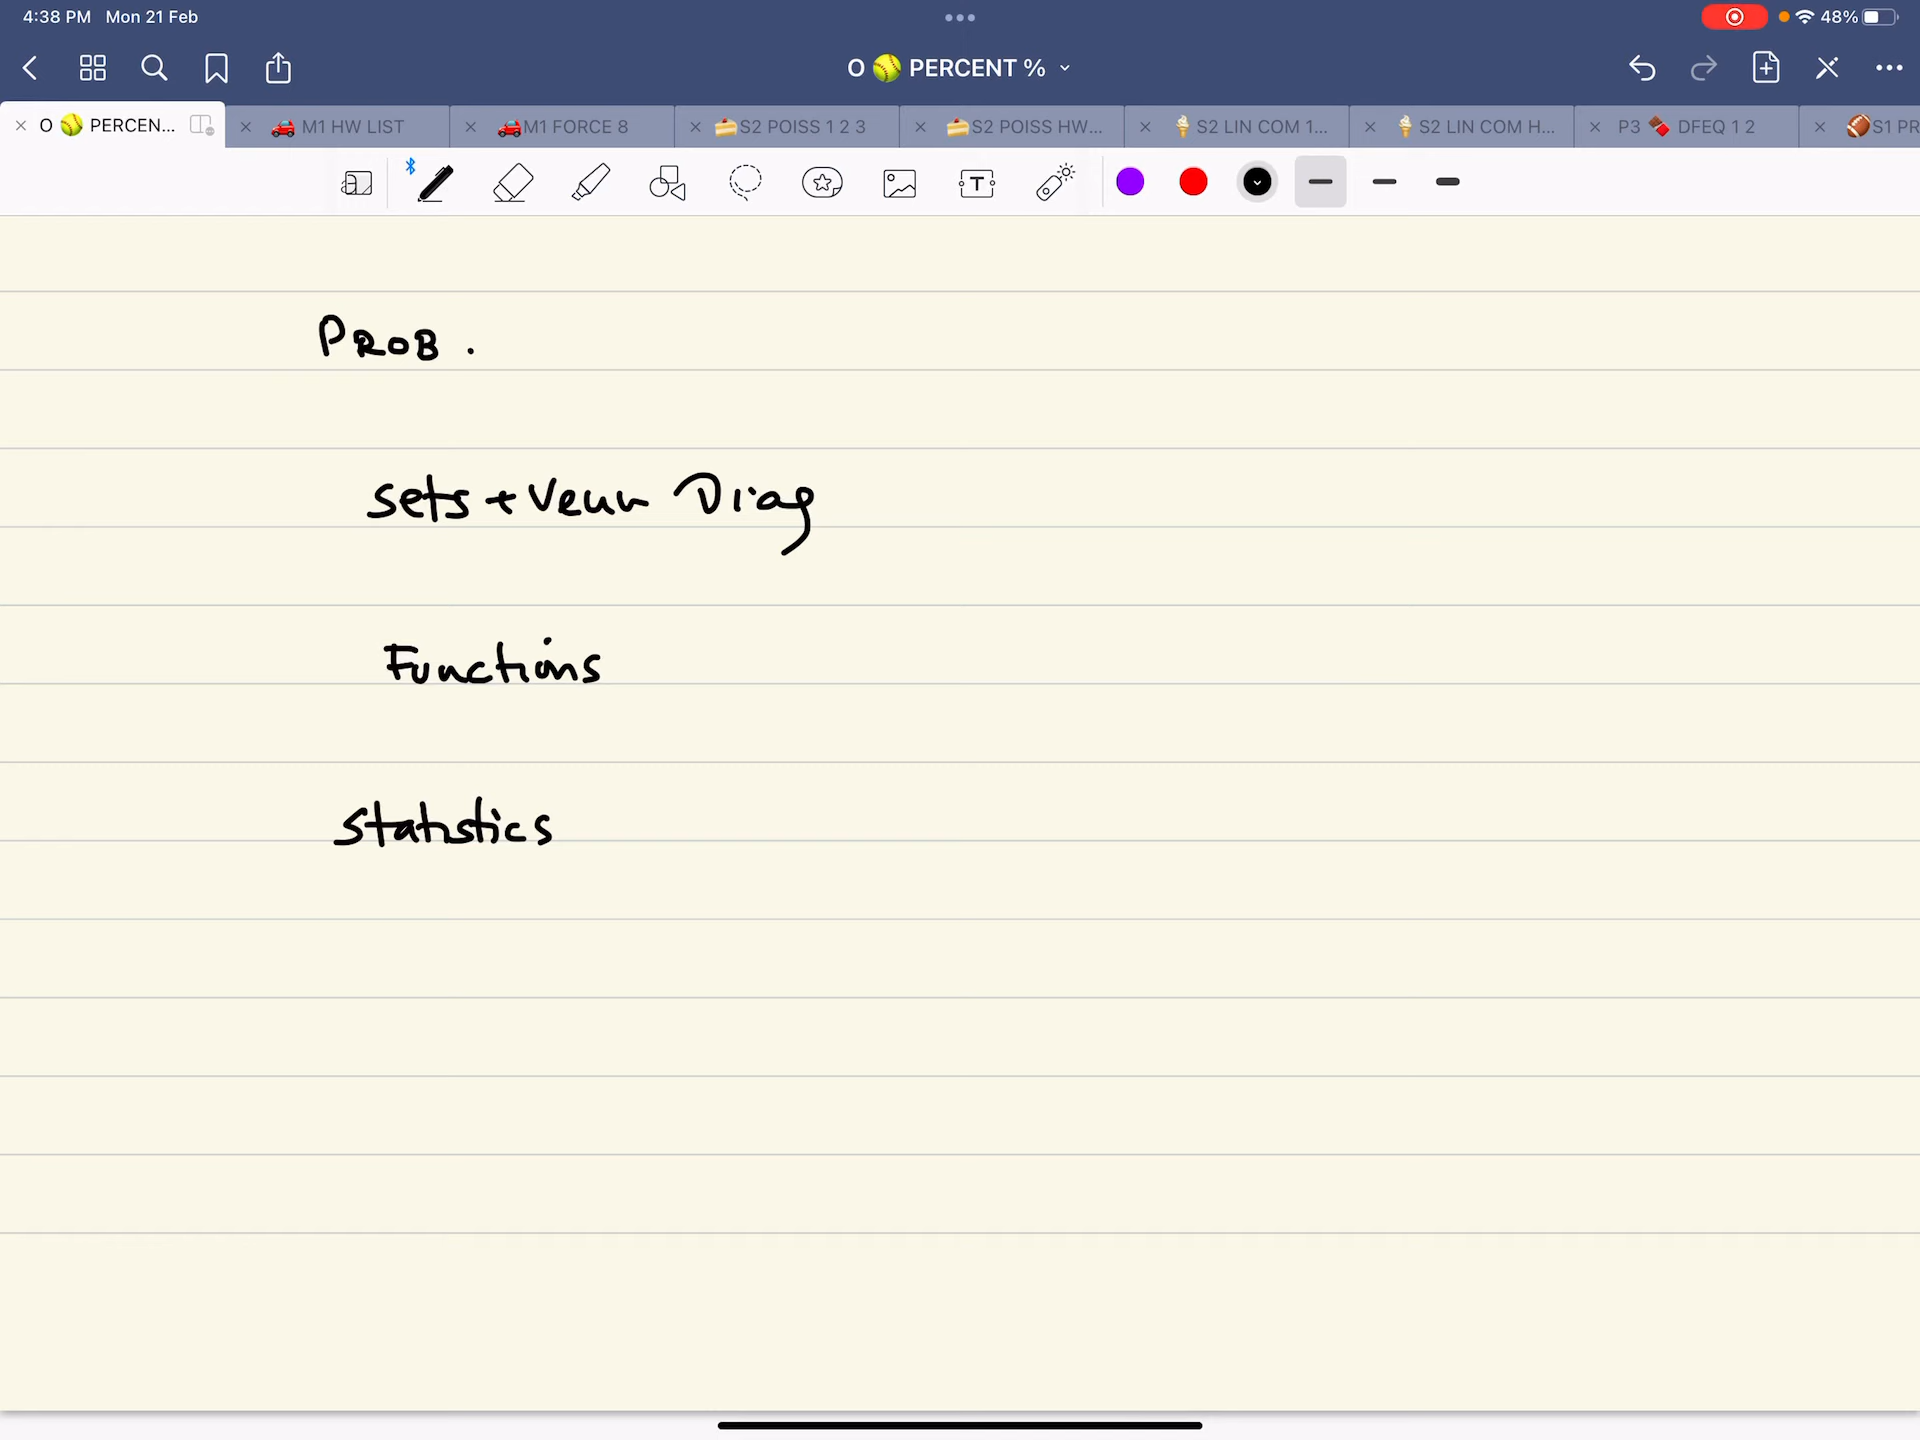 4:38 PM Mon 21 Feb
48%
O 🥎 PERCENT %
O 🥎 PERCEN...
🚗 M1 HW LIST
🚗M1 FORCE 8
🍰S2 POISS 1 2 3
🍰S2 POISS HW...
🍦S2 LIN COM 1...
🍦S2 LIN COM H...
P3 🍫 DFEQ 1 2
🏈S1 PR
PROB.
sets + Venn Diag
Functions
Statistics